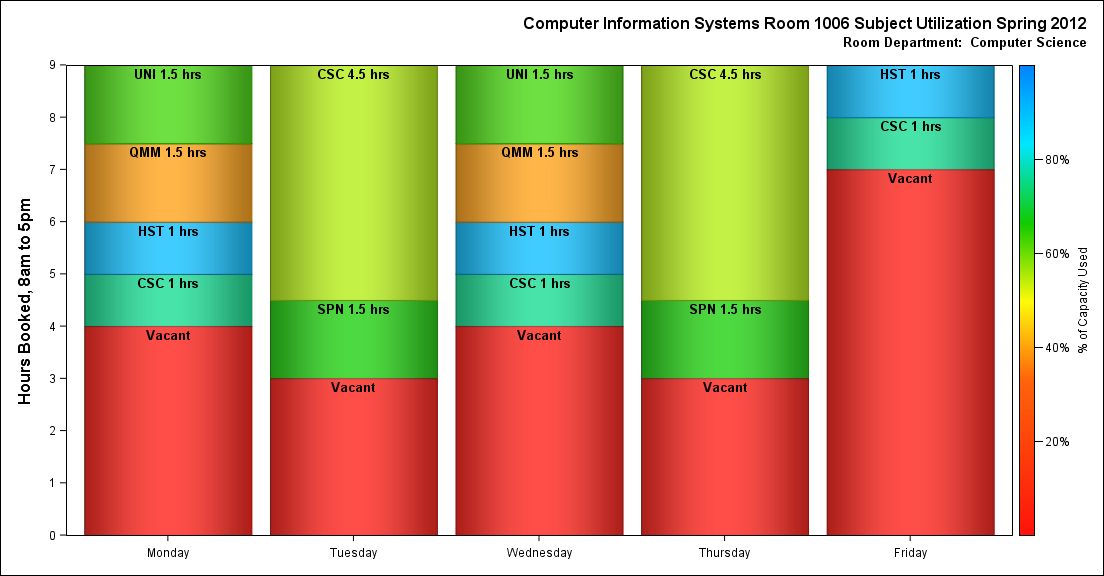 Computer Information Systems Room 1006 Subject Utilization Spring 2012
Room Department:  Computer Science
Hours Booked, 8am to 5pm
9
8
7
6
5
4
3
2
1
0
UNI 1.5 hrs
QMM 1.5 hrs
HST 1 hrs
CSC 1 hrs
Vacant
CSC 4.5 hrs
SPN 1.5 hrs
Vacant
UNI 1.5 hrs
QMM 1.5 hrs
HST 1 hrs
CSC 1 hrs
Vacant
CSC 4.5 hrs
SPN 1.5 hrs
Vacant
HST 1 hrs
CSC 1 hrs
Vacant
Monday
Tuesday
Wednesday
Thursday
Friday
80%
60%
40%
20%
% of Capacity Used